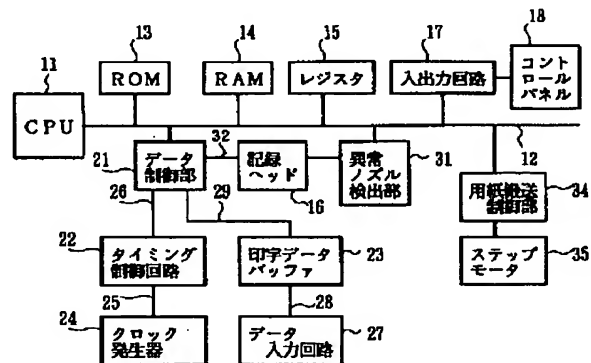 13
14
15
17
18
11
ROM
RAM
レジスタ
入出力回路
コント
ロール
パネル
CPU
32
12
21
データ
制御部
記録
ヘッド
異常
ノズル
検出部
31
26
29
16
用紙搬送
制御部
34
22
タイミング
制御回路
印字データ
バッファ
23
ステップ
モータ
35
25
28
24
クロック
発生器
データ
入力回路
27